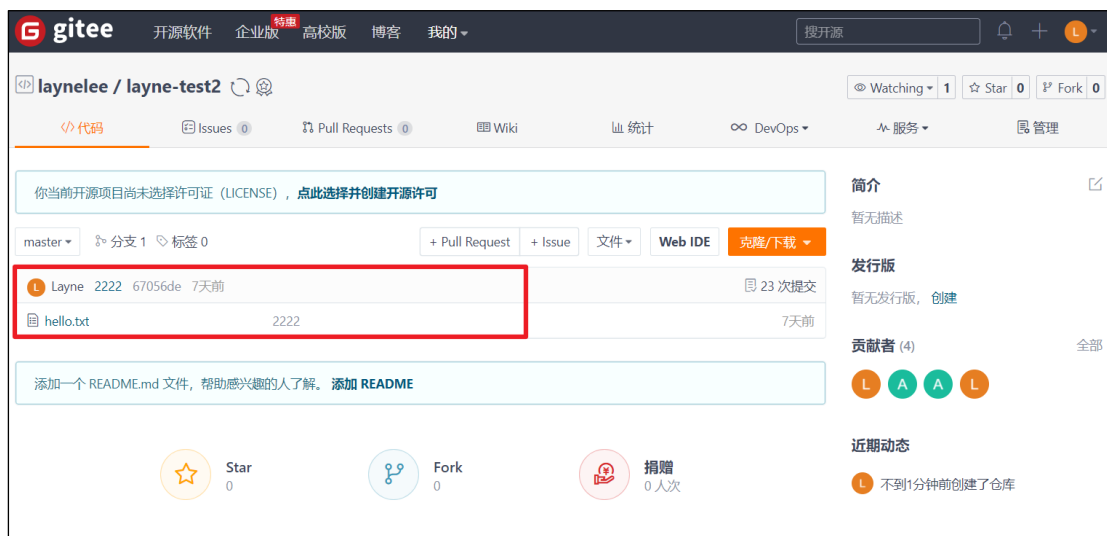 gitee 开源软件 企业版 特惠 高校版 博客 我的 搜开源 L
laynelee / layne-test2 Watching 1 Star 0 Fork 0
代码 Issues 0 Pull Requests 0 Wiki 统计 DevOps 服务 管理
你当前开源项目尚未选择许可证（LICENSE），点此选择并创建开源许可
master 分支 1 标签 0 + Pull Request + Issue 文件 Web IDE 克隆/下载
L Layne 2222 67056de 7天前 23 次提交
hello.txt 2222 7天前
添加一个 README.md 文件，帮助感兴趣的人了解。 添加 README
Star
0
Fork
0
捐赠
0 人次
简介
暂无描述
发行版
暂无发行版，创建
贡献者 (4) 全部
L A A L
近期动态
L 不到1分钟前创建了仓库